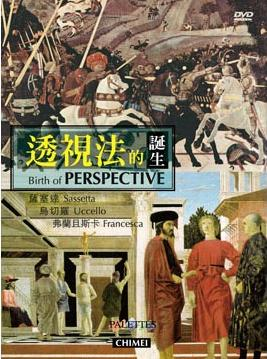 DVD
透視法的誕生
Birth of PERSPECTIVE
薩塞達 Sassetta
烏切羅 Uccello
弗蘭且斯卡 Francesca
PALETTES
CHIMEI